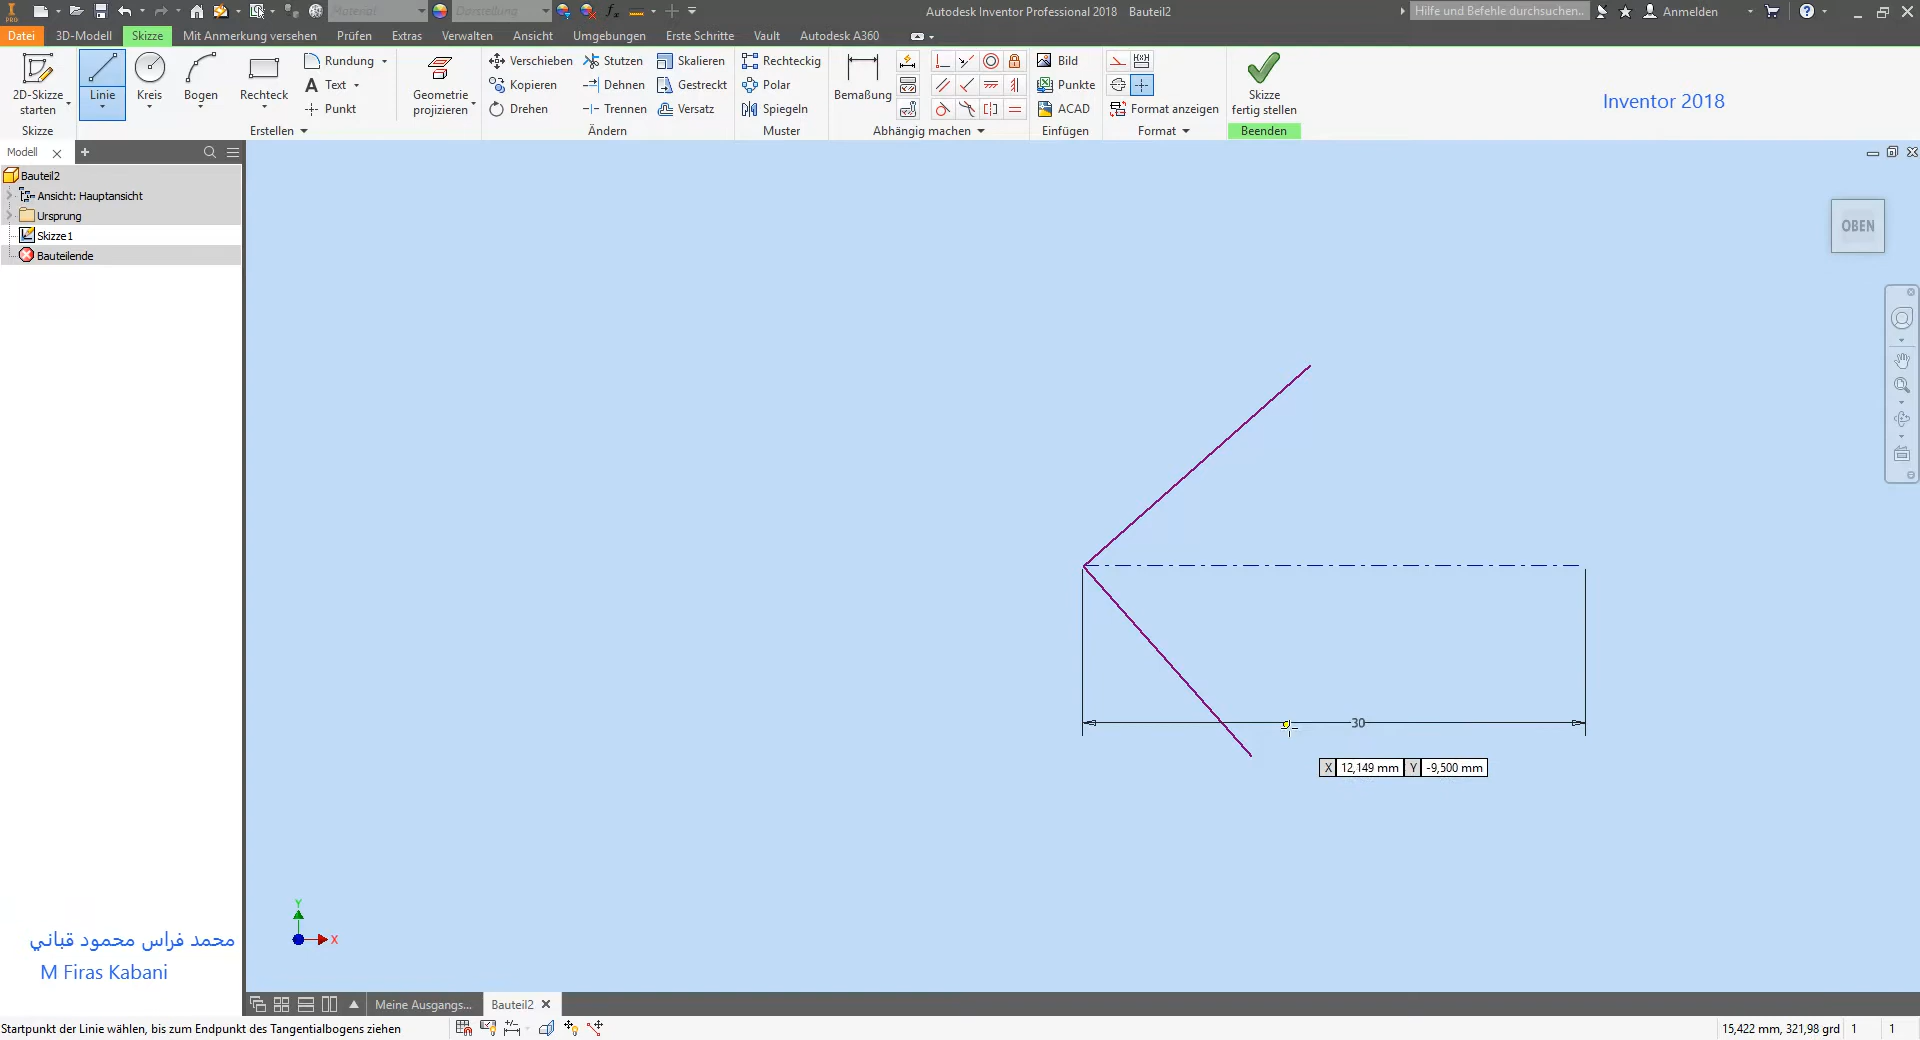 PRO Material Darstellung Autodesk Inventor Professional 2018 Bauteil2 Hilfe und Befehle durchsuchen... Anmelden
Datei 3D-Modell Skizze Mit Anmerkung versehen Prüfen Extras Verwalten Ansicht Umgebungen Erste Schritte Vault Autodesk A360
2D-Skizze starten
Linie
Kreis
Bogen
Rechteck
Rundung
Text
Punkt
Geometrie projizieren
Verschieben
Kopieren
Drehen
Stutzen
Dehnen
Trennen
Skalieren
Gestreckt
Versatz
Rechteckig
Polar
Spiegeln
Bemaßung
Bild
Punkte
ACAD
Format anzeigen
Skizze fertig stellen
Inventor 2018
Skizze Erstellen Ändern Muster Abhängig machen Einfügen Format Beenden
Modell
Bauteil2
Ansicht: Hauptansicht
Ursprung
Skizze1
Bauteilende
OBEN
30
X 12,149 mm Y -9,500 mm
Y
X
محمد فراس محمود قباني
M Firas Kabani
Meine Ausgangs... Bauteil2
Startpunkt der Linie wählen, bis zum Endpunkt des Tangentialbogens ziehen
15,422 mm, 321,98 grd 1 1